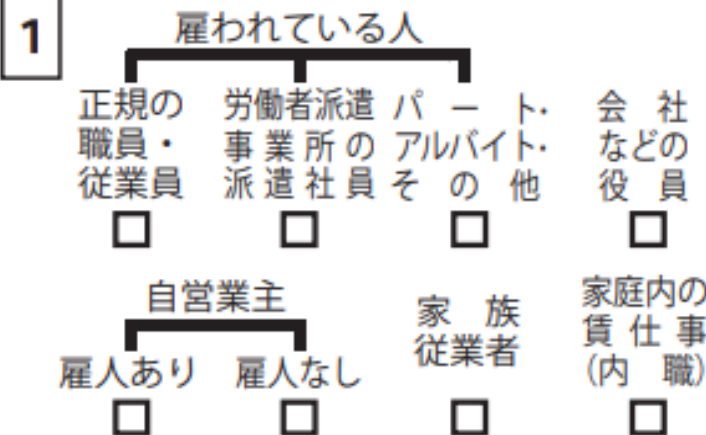 1
雇われている人
正規の 労働者派遣 パート・ 会社
職員・ 事業所の アルバイト・ などの
従業員 派遣社員 その他 役員
自営業主
家族 家庭内の
従業者 賃仕事
雇人あり 雇人なし (内職)